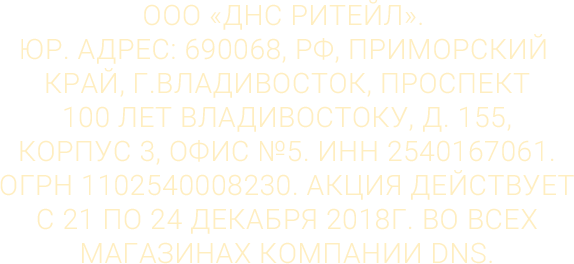 ООО «ДНС РИТЕЙЛ».
ЮР. АДРЕС: 690068, РФ, ПРИМОРСКИЙ
КРАЙ, Г.ВЛАДИВОСТОК, ПРОСПЕКТ
100 ЛЕТ ВЛАДИВОСТОКУ, Д. 155,
КОРПУС 3, ОФИС №5. ИНН 2540167061.
ОГРН 1102540008230. АКЦИЯ ДЕЙСТВУЕТ
С 21 ПО 24 ДЕКАБРЯ 2018Г. ВО ВСЕХ
МАГАЗИНАХ КОМПАНИИ DNS.